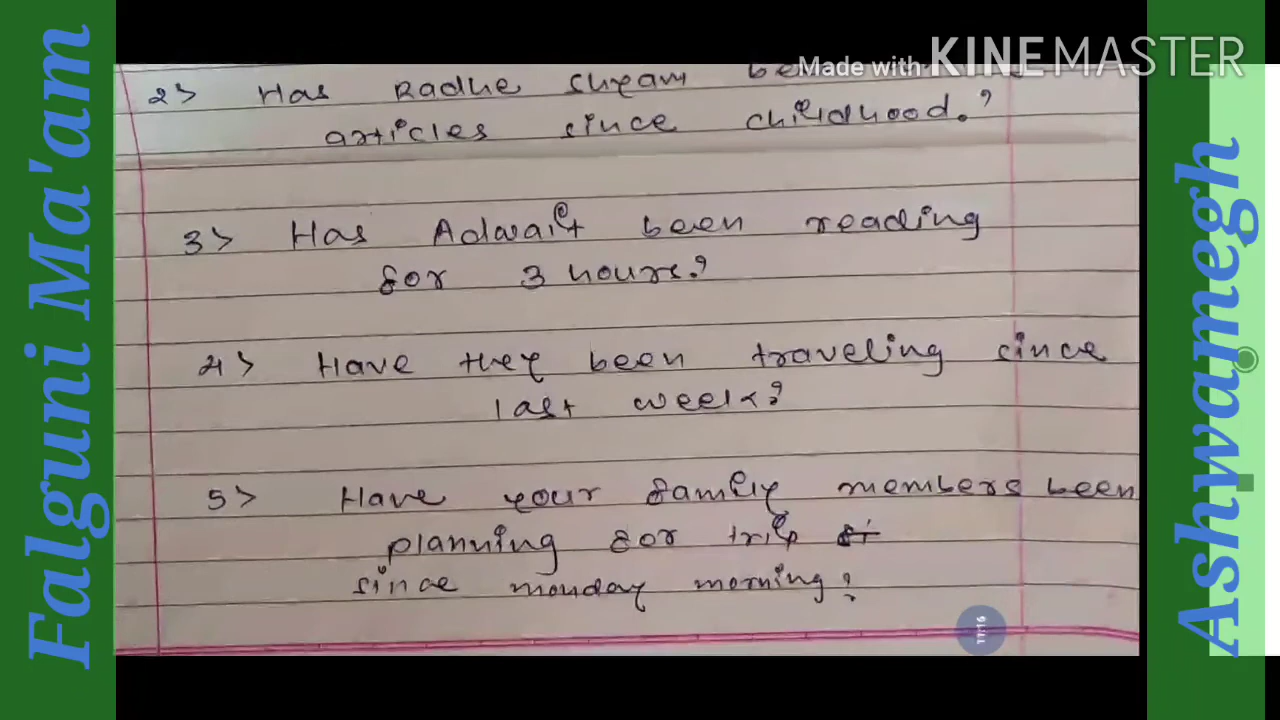 Falguni Ma'am
Made with KINEMASTER
2> Has Radhe shyam
articles since childhood.?
3> Has Adwait been reading
for 3 hours.?
4> Have they been traveling since
last week?
5> Have your family members been
planning for trip
since monday morning?
11:15
Ashwamegh